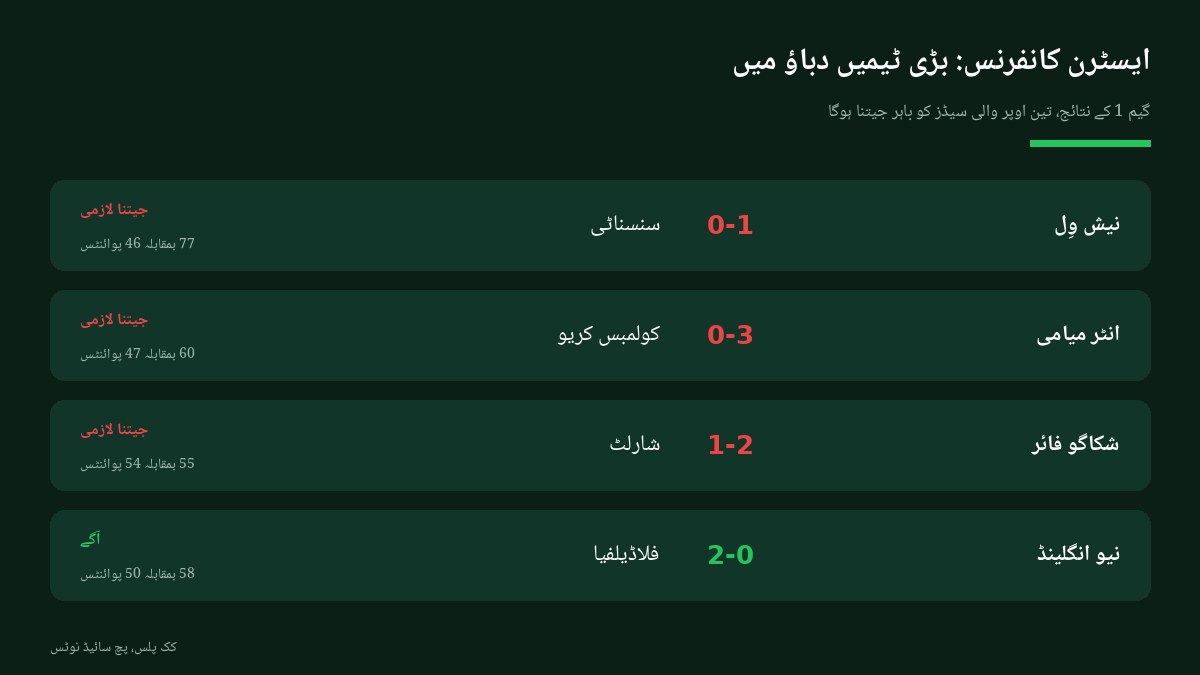 ایسٹرن کانفرنس: بڑی ٹیمیں دباؤ میں
گیم 1 کے نتائج، تین اوپر والی سیڈز کو باہر جیتنا ہوگا
نیش وِل
0-1
سنسناٹی
جیتنا لازمی
77 بمقابلہ 46 پوائنٹس
انٹر میامی
0-3
کولمبس کریو
جیتنا لازمی
60 بمقابلہ 47 پوائنٹس
شکاگو فائر
1-2
شارلٹ
جیتنا لازمی
55 بمقابلہ 54 پوائنٹس
نیو انگلینڈ
2-0
فلاڈیلفیا
آگے
58 بمقابلہ 50 پوائنٹس
کک پلس، پچ سائیڈ نوٹس